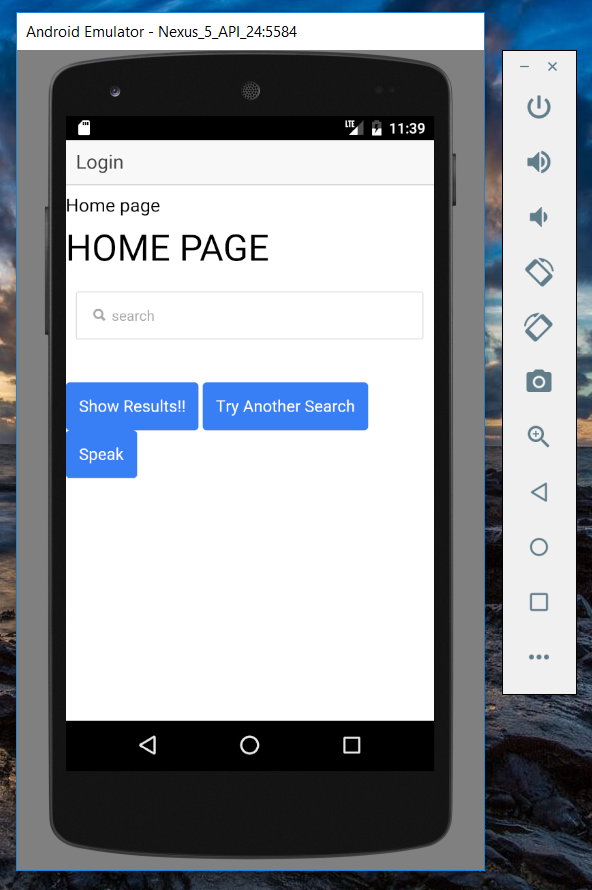 Android Emulator - Nexus_5_API_24:5584
LTE 11:39
Login
Home page
HOME PAGE
search
Show Results!! Try Another Search
Speak